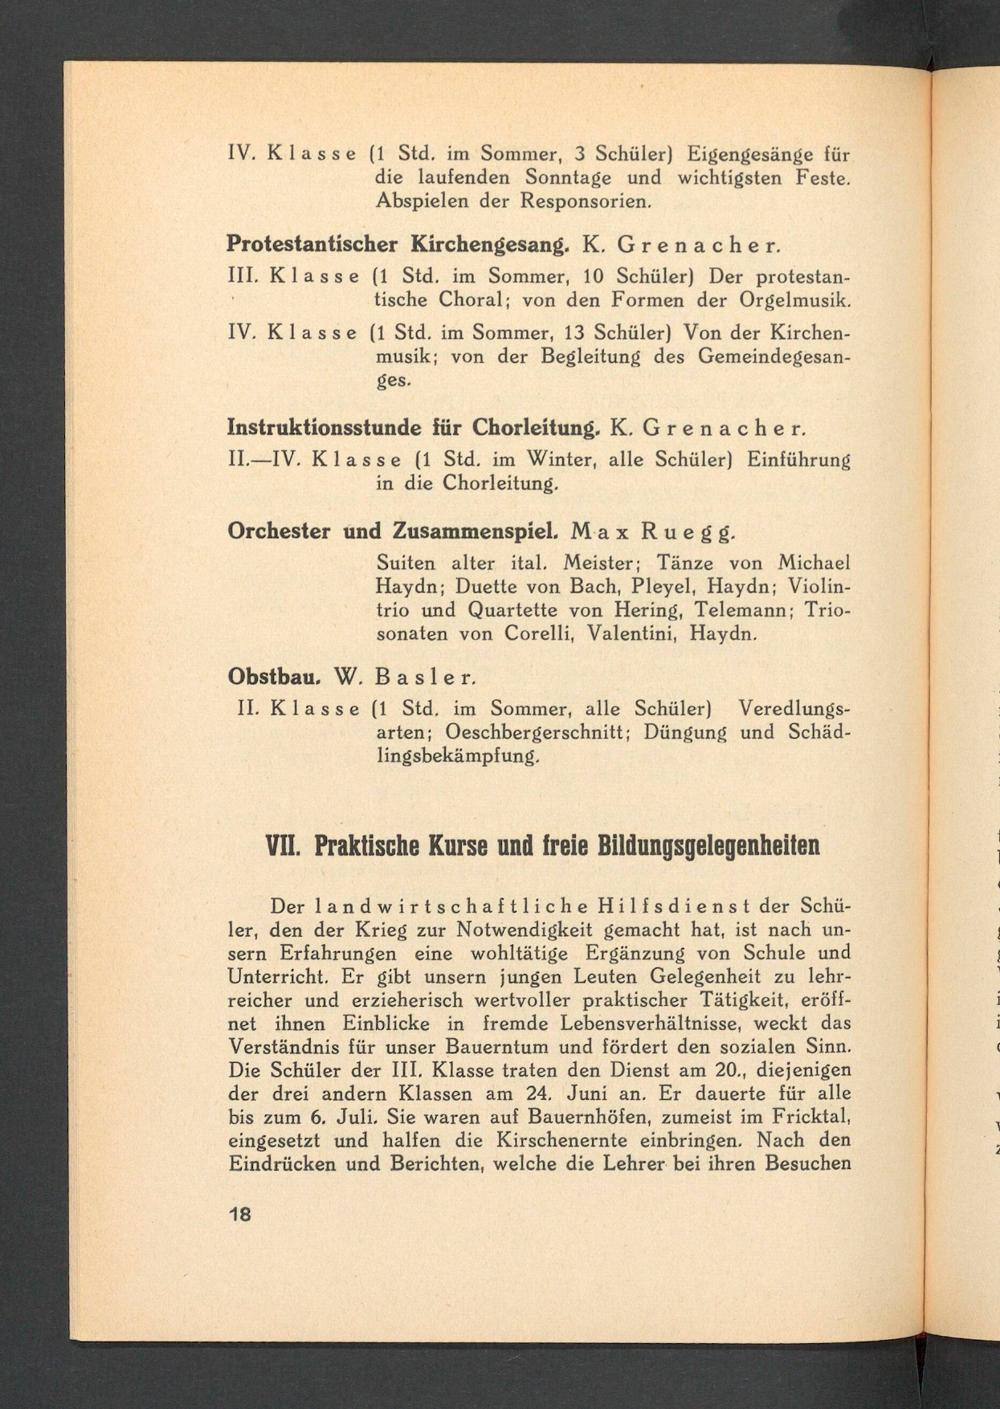 IV. Klasse (1 Std. im Sommer, 3 Schüler) Eigengesänge für
die laufenden Sonntage und wichtigsten Feste.
Abspielen der Responsorien.
Protestantischer Kirchengesang. K. Grenacher.
III. Klasse (1 Std. im Sommer, 10 Schüler) Der protestan-
tische Choral; von den Formen der Orgelmusik.
IV. Klasse (1 Std. im Sommer, 13 Schüler) Von der Kirchen-
musik; von der Begleitung des Gemeindegesan-
ges.
Instruktionsstunde für Chorleitung. K. Grenacher.
II.—IV. Klasse (1 Std. im Winter, alle Schüler) Einführung
in die Chorleitung.
Orchester und Zusammenspiel. Max Ruegg.
Suiten alter ital. Meister; Tänze von Michael
Haydn; Duette von Bach, Pleyel, Haydn; Violin-
trio und Quartette von Hering, Telemann; Trio-
sonaten von Corelli, Valentini, Haydn.
Obstbau. W. Basler.
II. Klasse (1 Std. im Sommer, alle Schüler) Veredlungs-
arten; Oeschbergerschnitt; Düngung und Schäd-
lingsbekämpfung.
VII. Praktische Kurse und freie Bildungsgelegenheiten
Der landwirtschaftliche Hilfsdienst der Schü-
ler, den der Krieg zur Notwendigkeit gemacht hat, ist nach un-
sern Erfahrungen eine wohltätige Ergänzung von Schule und
Unterricht. Er gibt unsern jungen Leuten Gelegenheit zu lehr-
reicher und erzieherisch wertvoller praktischer Tätigkeit, eröff-
net ihnen Einblicke in fremde Lebensverhältnisse, weckt das
Verständnis für unser Bauerntum und fördert den sozialen Sinn.
Die Schüler der III. Klasse traten den Dienst am 20., diejenigen
der drei andern Klassen am 24. Juni an. Er dauerte für alle
bis zum 6. Juli. Sie waren auf Bauernhöfen, zumeist im Fricktal,
eingesetzt und halfen die Kirschenernte einbringen. Nach den
Eindrücken und Berichten, welche die Lehrer bei ihren Besuchen
18